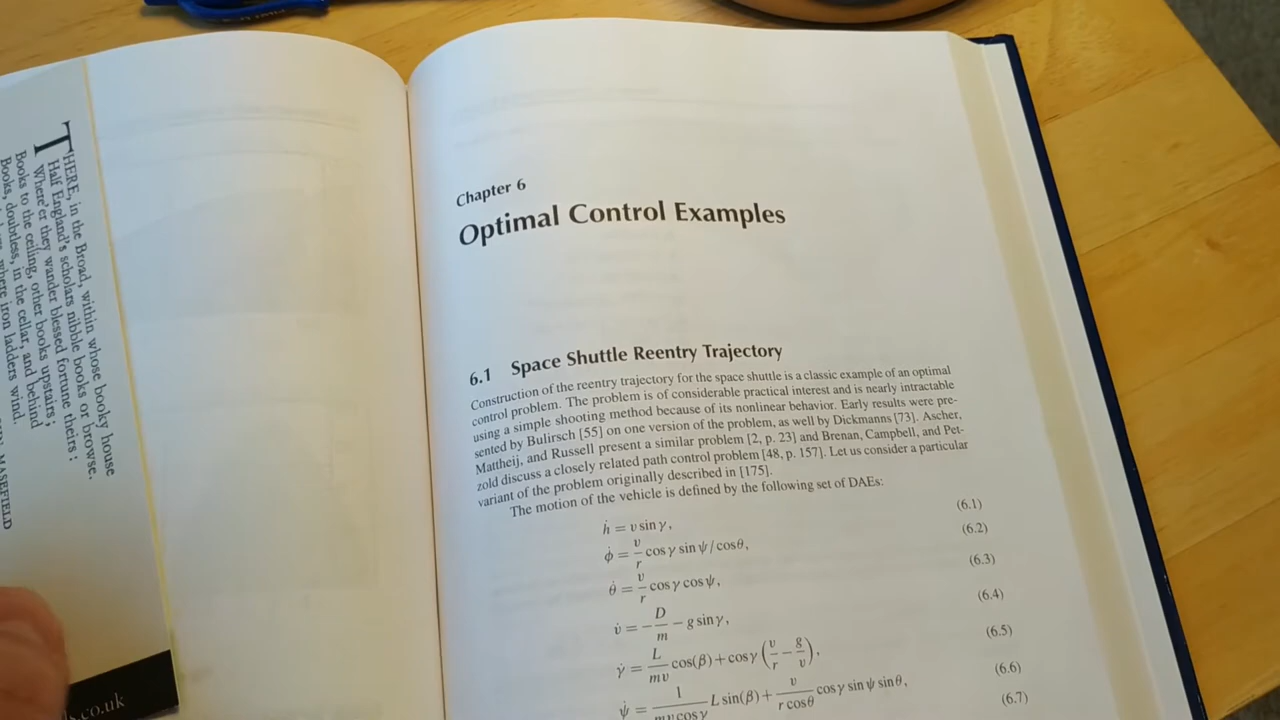 THERE, in the Broad, within whose booky house
Half England's scholars nibble books or browse.
Where'er they wander blessed fortune theirs:
Books to the ceiling, other books upstairs;
Books, doubtless, in the cellar, and behind
where iron ladders wind.
MASEFIELD
.co.uk
Chapter 6
Optimal Control Examples
6.1 Space Shuttle Reentry Trajectory
Construction of the reentry trajectory for the space shuttle is a classic example of an optimal
control problem. The problem is of considerable practical interest and is nearly intractable
using a simple shooting method because of its nonlinear behavior. Early results were pre-
sented by Bulirsch [55] on one version of the problem, as well by Dickmanns [73]. Ascher,
Mattheij, and Russell present a similar problem [2, p. 23] and Brenan, Campbell, and Pet-
zold discuss a closely related path control problem [48, p. 157]. Let us consider a particular
variant of the problem originally described in [175].
The motion of the vehicle is defined by the following set of DAEs:
ḣ = v sin γ, (6.1)
φ̇ = v/r cos γ sin ψ / cos θ, (6.2)
θ̇ = v/r cos γ cos ψ, (6.3)
v̇ = −D/m − g sin γ, (6.4)
γ̇ = L/mv cos(β) + cos γ (v/r − g/v), (6.5)
ψ̇ = 1/mv cos γ L sin(β) + v/r cos θ cos γ sin ψ sin θ, (6.6)
(6.7)